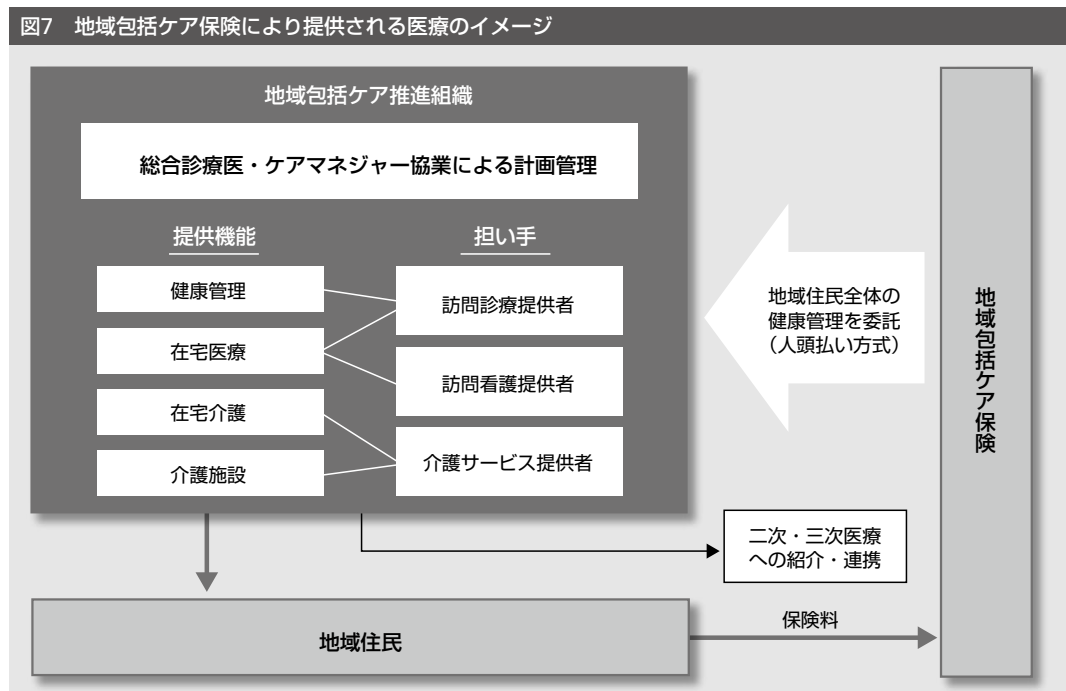 図7 地域包括ケア保険により提供される医療のイメージ
地域包括ケア推進組織
総合診療医・ケアマネジャー協業による計画管理
提供機能
担い手
健康管理
在宅医療
在宅介護
介護施設
訪問診療提供者
訪問看護提供者
介護サービス提供者
地域住民全体の
健康管理を委託
（人頭払い方式）
地域包括ケア保険
二次・三次医療
への紹介・連携
地域住民
保険料